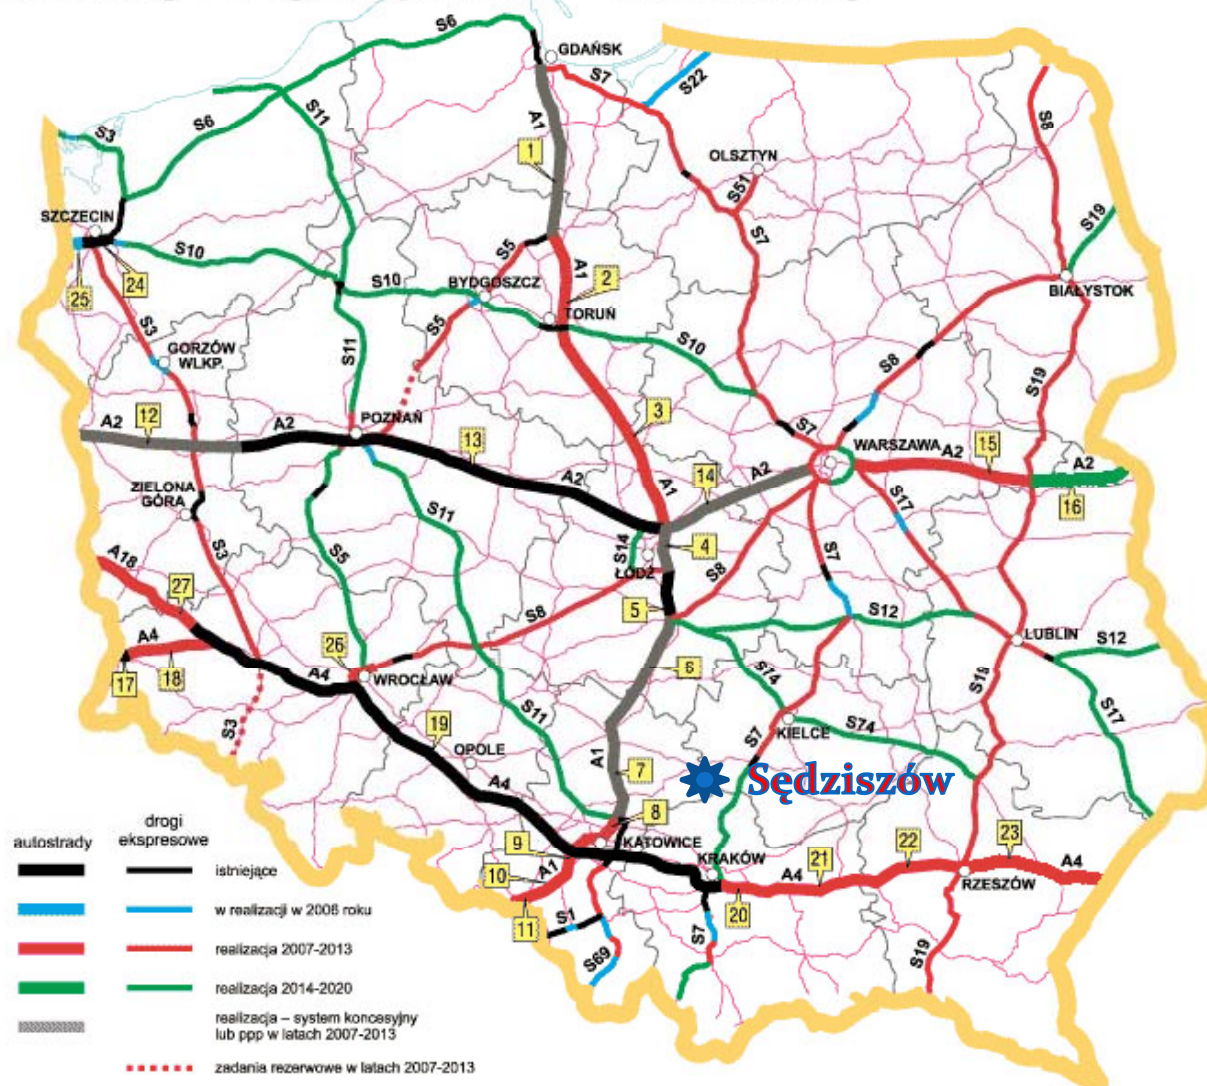 S6
GDAŃSK
S7
S22
S11
S3
S6
A1
S8
1
OLSZTYN
S51
S19
SZCZECIN
S7
S10
S5
A1
24
25
S10
BYDGOSZCZ
2
BIAŁYSTOK
TORUŃ
S3
S5
S10
GORZÓW
WLKP.
S11
S8
S19
A2
12
A2
POZNAŃ
3
S7
WARSZAWA
13
A2
15
A2
14
A2
A2
A1
16
ZIELONA
GÓRA
S17
S11
S3
S5
S14
4
A18
ŁÓDŹ
S8
S7
27
5
S8
S12
A4
LUBLIN
S12
26
6
17
18
A4
WROCŁAW
S74
S19
S17
S3
19
S11
S74
KIELCE
OPOLE
S7
A1
7
A4
Sędziszów
8
autostrady
drogi
ekspresowe
9
KATOWICE
KRAKÓW
22
23
21
istniejące
10
A1
A4
A4
20
RZESZÓW
w realizacji w 2006 roku
11
S1
S7
realizacja 2007-2013
S69
S19
realizacja 2014-2020
realizacja – system koncesyjny
lub ppp w latach 2007-2013
zadania rezerwowe w latach 2007-2013